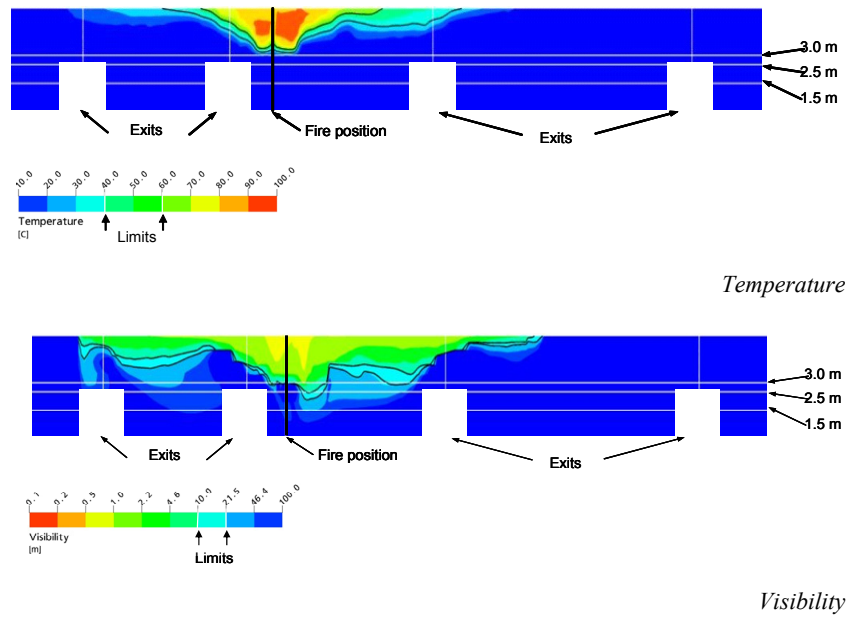 3.0 m
2.5 m
1.5 m
Exits
Fire position
Exits
10.0 20.0 30.0 40.0 50.0 60.0 70.0 80.0 90.0 100.0
Temperature
[C]
Limits
Temperature
3.0 m
2.5 m
1.5 m
Exits
Fire position
Exits
0.1 0.2 0.5 1.0 2.2 4.6 10.0 21.5 46.4 100.0
Visibility
[m]
Limits
Visibility